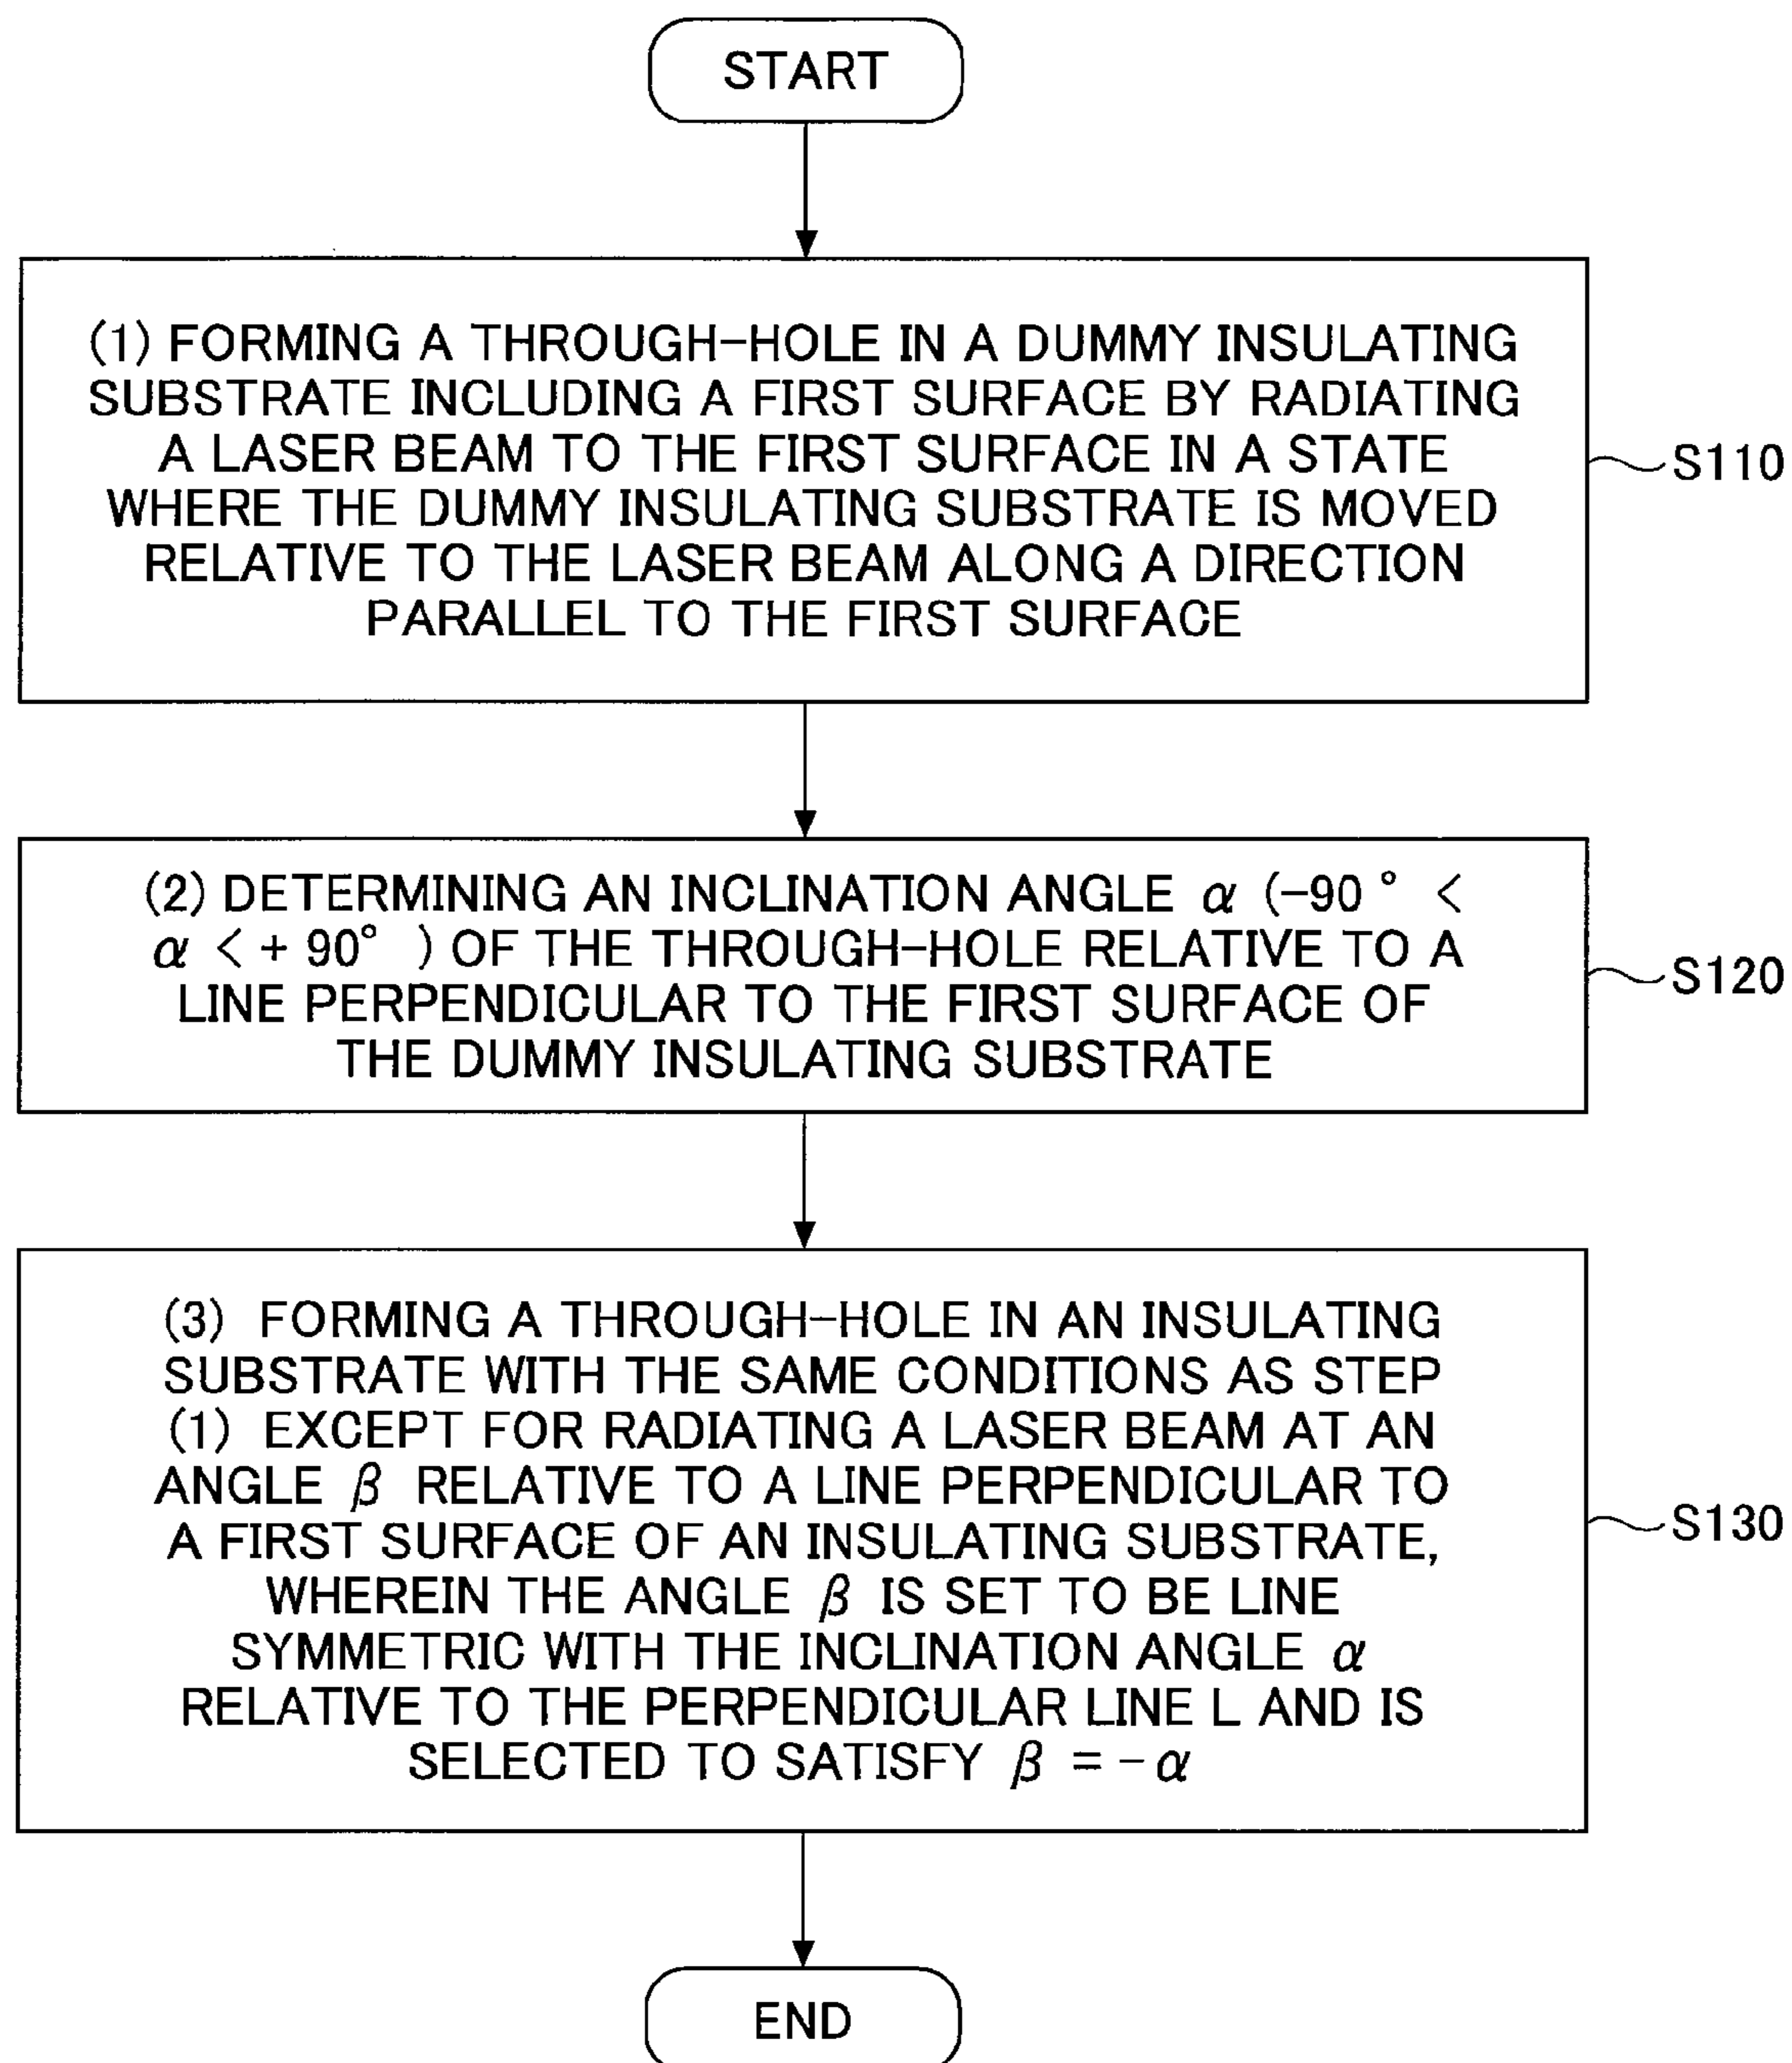 START
(1) FORMING A THROUGH-HOLE IN A DUMMY INSULATING
SUBSTRATE INCLUDING A FIRST SURFACE BY RADIATING
A LASER BEAM TO THE FIRST SURFACE IN A STATE
WHERE THE DUMMY INSULATING SUBSTRATE IS MOVED
RELATIVE TO THE LASER BEAM ALONG A DIRECTION
PARALLEL TO THE FIRST SURFACE
S110
(2) DETERMINING AN INCLINATION ANGLE α (-90° <
α < + 90° ) OF THE THROUGH-HOLE RELATIVE TO A
LINE PERPENDICULAR TO THE FIRST SURFACE OF
THE DUMMY INSULATING SUBSTRATE
S120
(3) FORMING A THROUGH-HOLE IN AN INSULATING
SUBSTRATE WITH THE SAME CONDITIONS AS STEP
(1) EXCEPT FOR RADIATING A LASER BEAM AT AN
ANGLE β RELATIVE TO A LINE PERPENDICULAR TO
A FIRST SURFACE OF AN INSULATING SUBSTRATE,
WHEREIN THE ANGLE β IS SET TO BE LINE
SYMMETRIC WITH THE INCLINATION ANGLE α
RELATIVE TO THE PERPENDICULAR LINE L AND IS
SELECTED TO SATISFY β = - α
S130
END